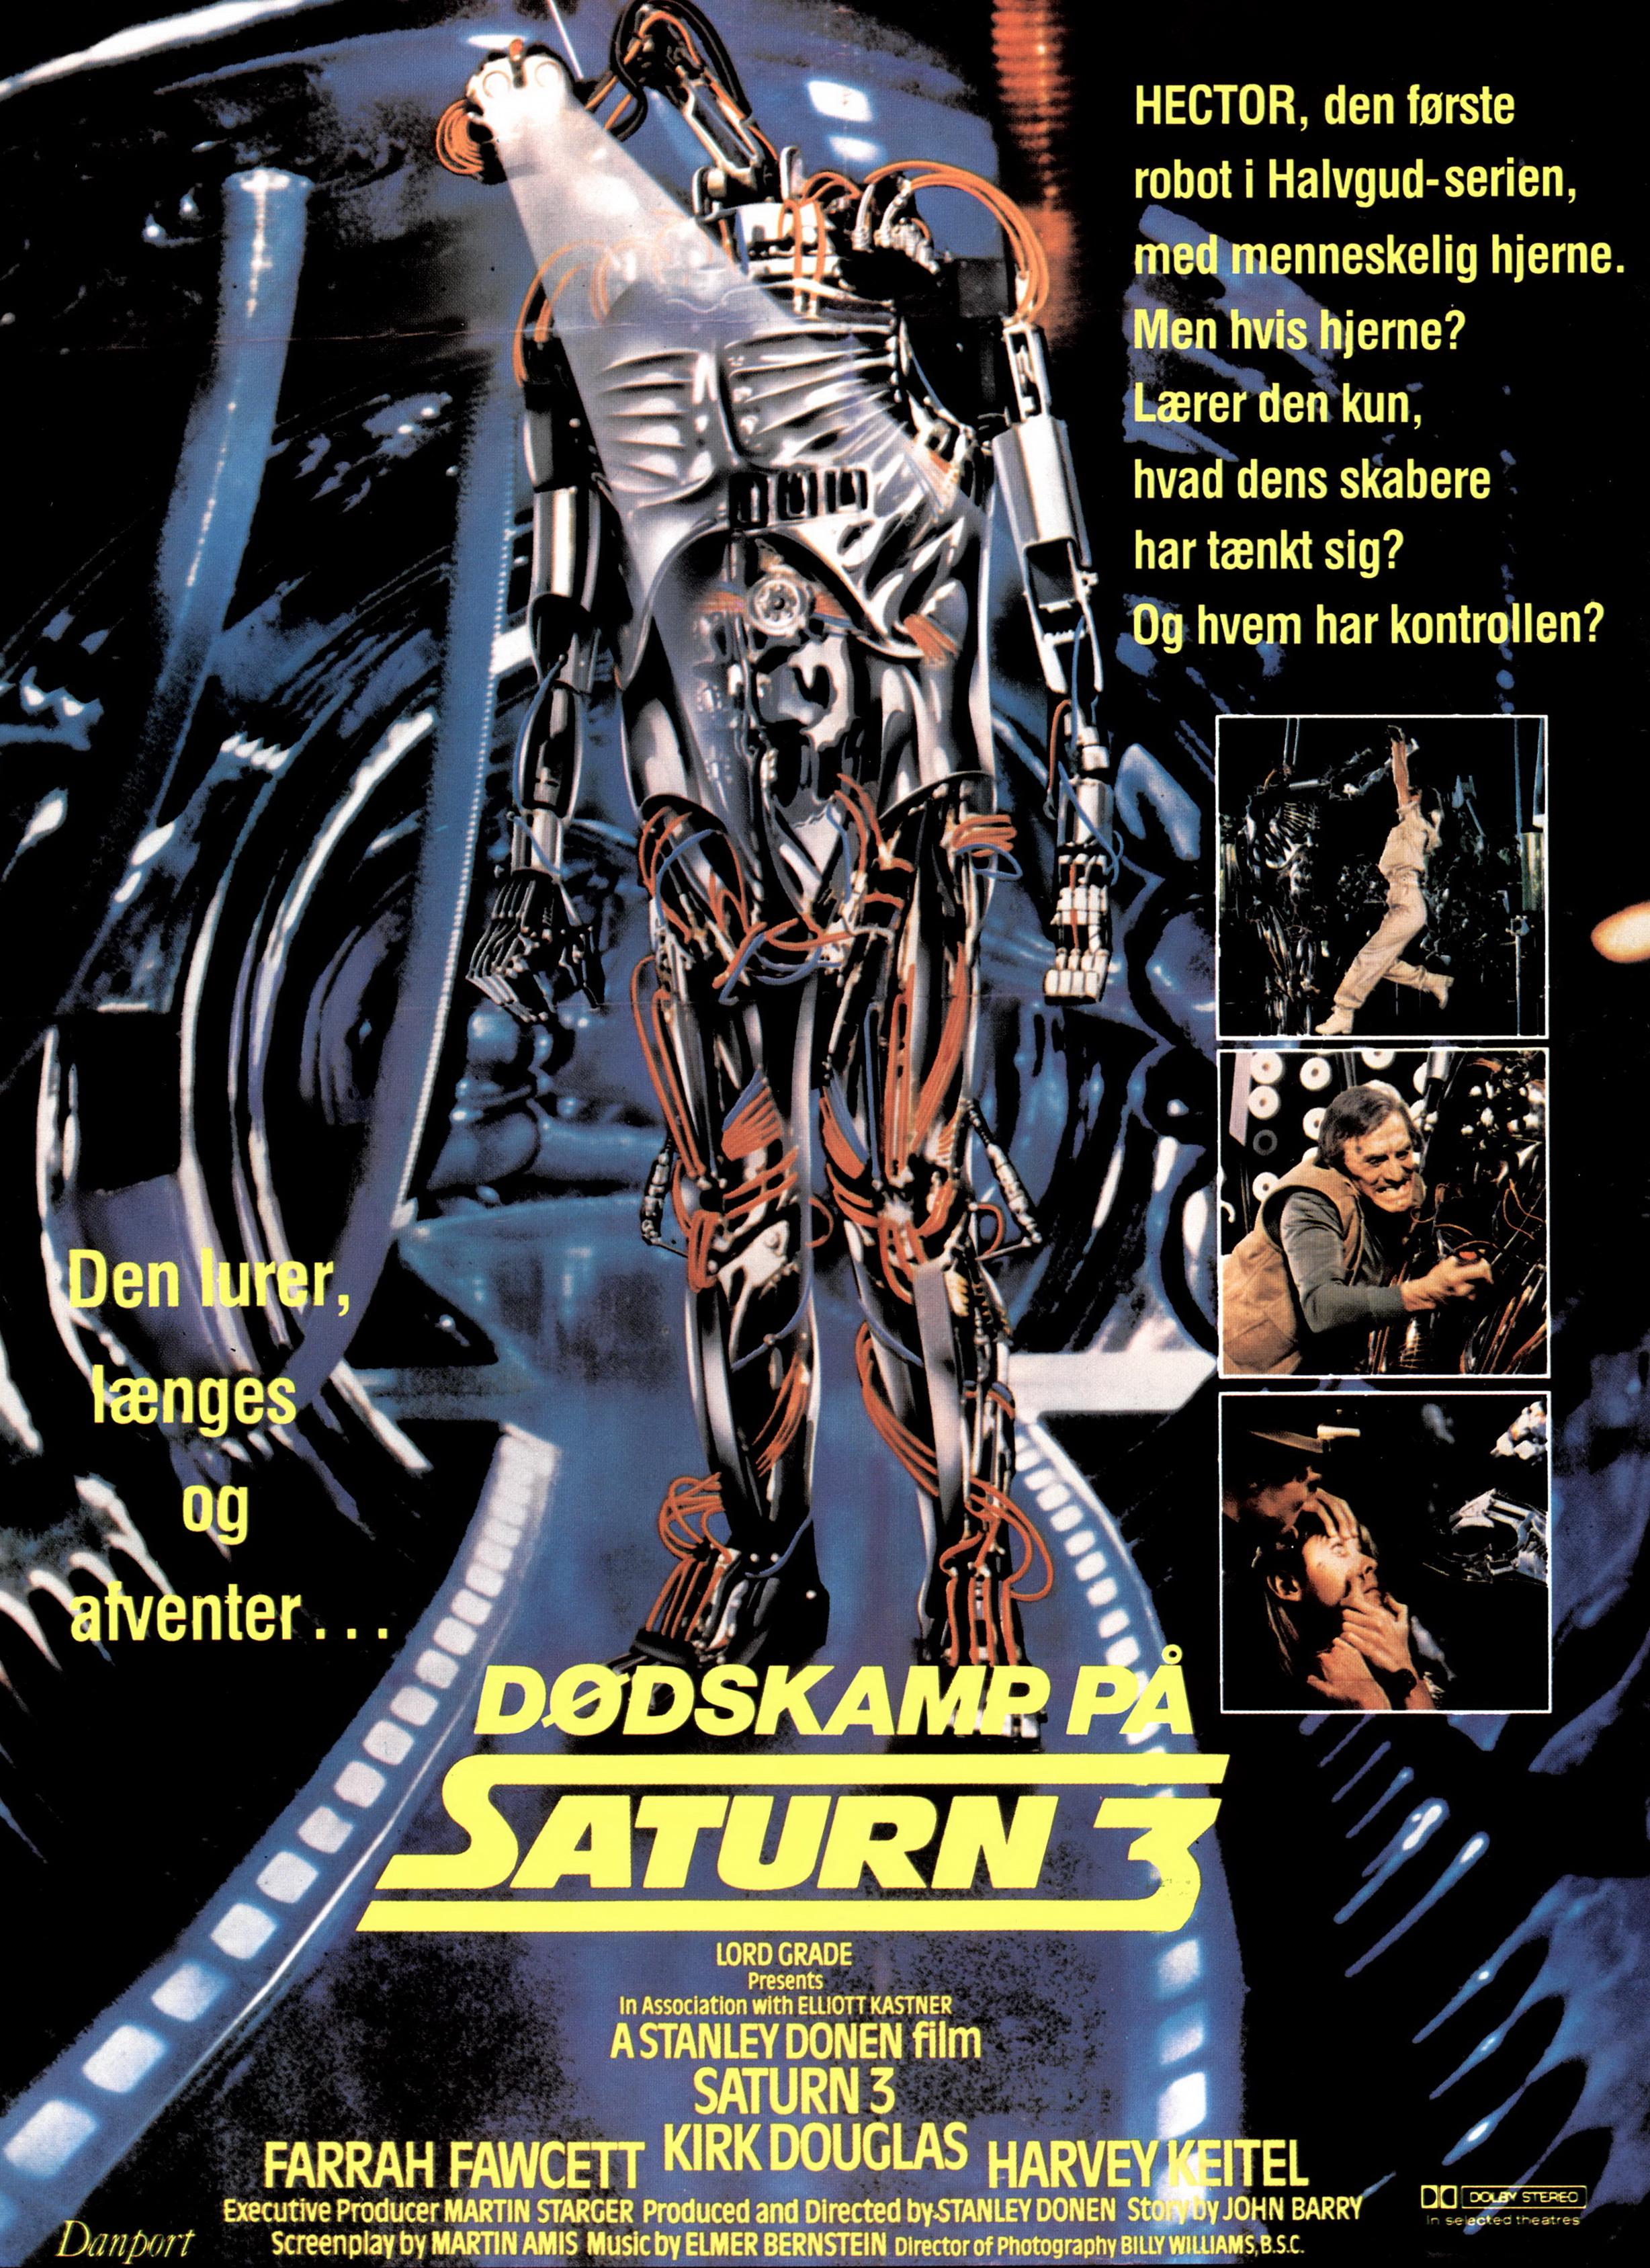 HECTOR, den første
robot i Halvgud-serien,
med menneskelig hjerne.
Men hvis hjerne?
Lærer den kun,
hvad dens skabere
har tænkt sig?
Og hvem har kontrollen?
Den lurer,
længes
og
afventer...
DØDSKAMP PÅ
SATURN 3
LORD GRADE
Presents
In Association with ELLIOTT KASTNER
A STANLEY DONEN film
SATURN 3
FARRAH FAWCETT KIRK DOUGLAS HARVEY KEITEL
Executive Producer MARTIN STARGER Produced and Directed by STANLEY DONEN Story by JOHN BARRY
Screenplay by MARTIN AMIS Music by ELMER BERNSTEIN Director of Photography BILLY WILLIAMS, B.S.C.
Danport
DOLBY STEREO
In selected theatres